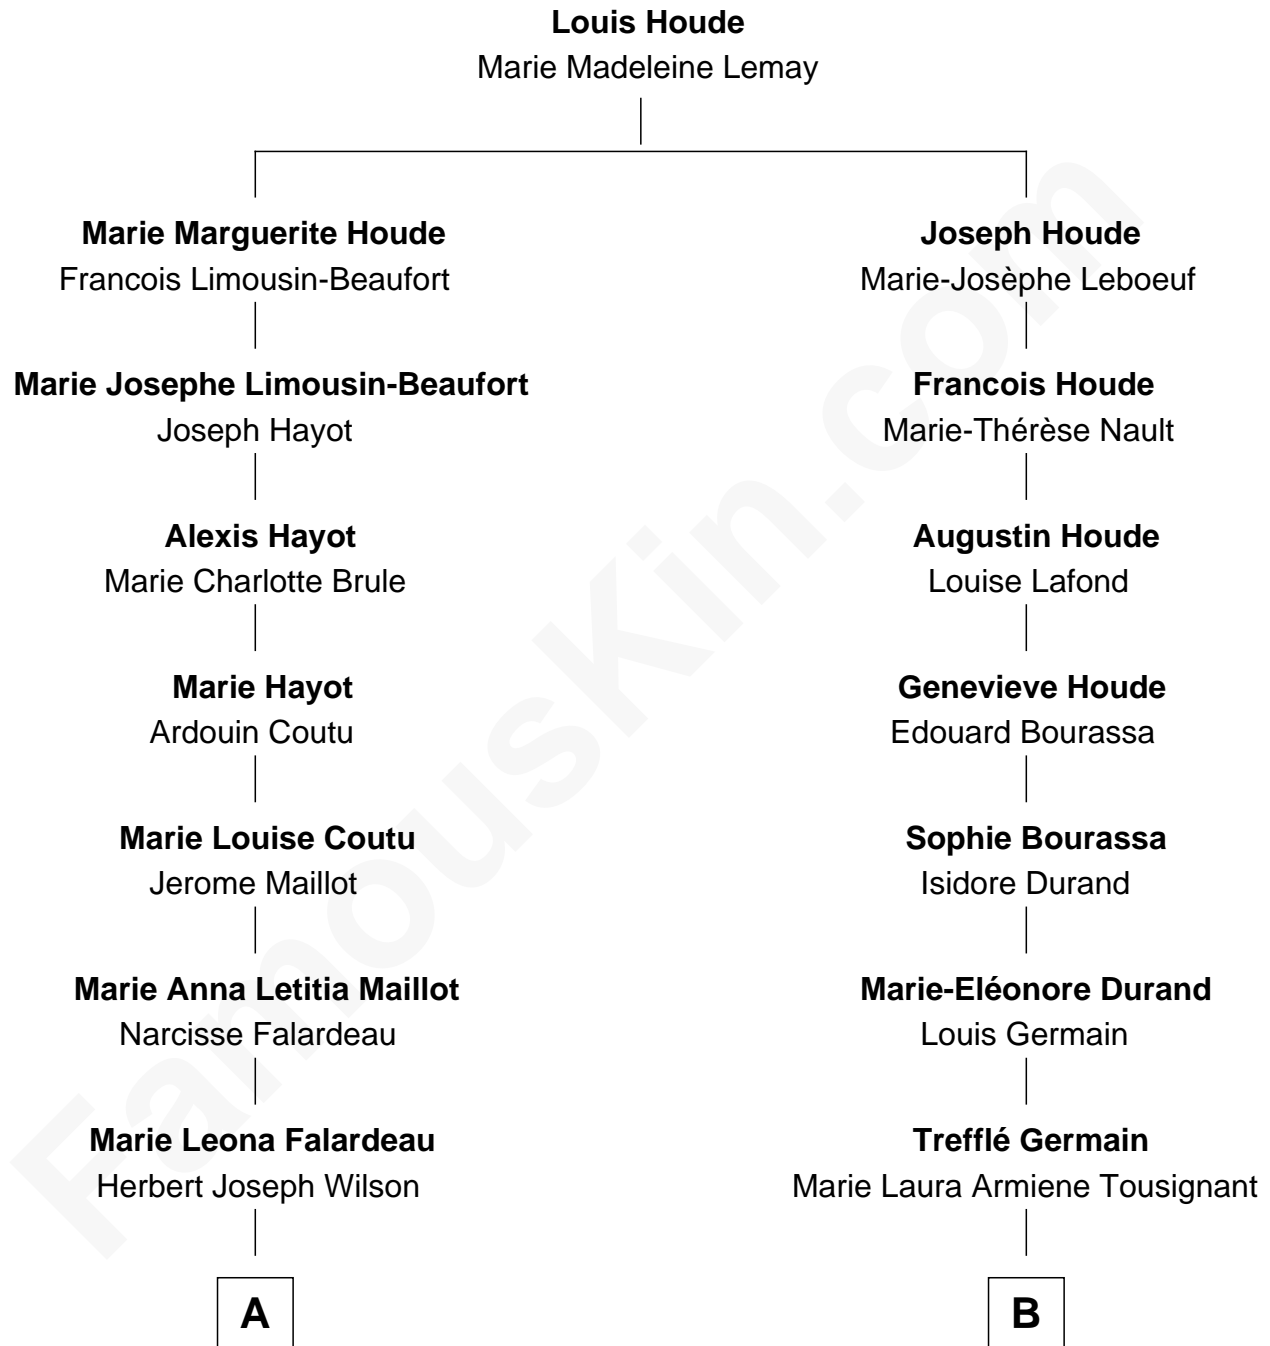 Louis Houde
Marie Madeleine Lemay
Marie Marguerite Houde
Francois Limousin-Beaufort
Joseph Houde
Marie-Josèphe Leboeuf
Marie Josephe Limousin-Beaufort
Joseph Hayot
Francois Houde
Marie-Thérèse Nault
Alexis Hayot
Marie Charlotte Brule
Augustin Houde
Louise Lafond
Marie Hayot
Ardouin Coutu
Genevieve Houde
Edouard Bourassa
Marie Louise Coutu
Jerome Maillot
Sophie Bourassa
Isidore Durand
Marie Anna Letitia Maillot
Narcisse Falardeau
Marie-Eléonore Durand
Louis Germain
Marie Leona Falardeau
Herbert Joseph Wilson
Trefflé Germain
Marie Laura Armiene Tousignant
A
B
FamousKin.com